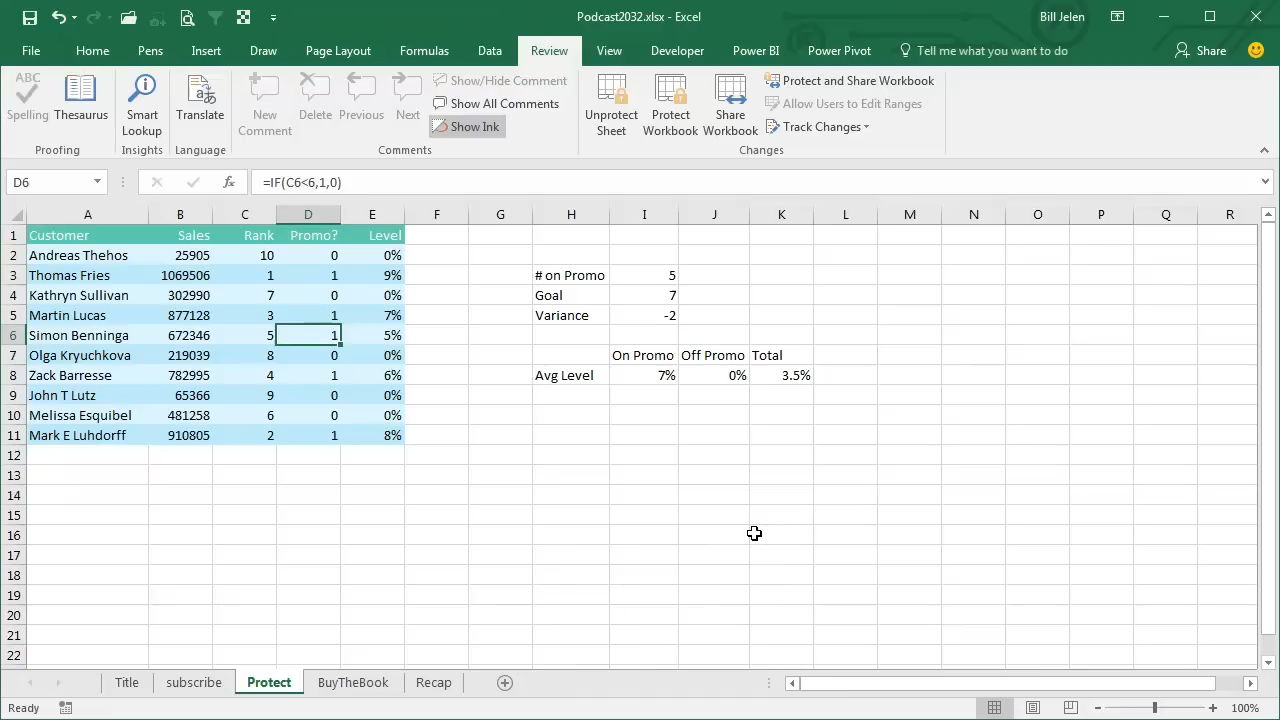 Podcast2032.xlsx - Excel
Bill Jelen
File Home Pens Insert Draw Page Layout Formulas Data Review View Developer Power BI Power Pivot Tell me what you want to do Share
ABC
Spelling
Thesaurus
Smart Lookup
Translate
New Comment
Delete
Previous
Next
Show/Hide Comment
Show All Comments
Show Ink
Unprotect Sheet
Protect Workbook
Share Workbook
Protect and Share Workbook
Allow Users to Edit Ranges
Track Changes
Proofing Insights Language Comments Changes
D6 fx =IF(C6<6,1,0)
A B C D E F G H I J K L M N O P Q R
1 Customer Sales Rank Promo? Level
2 Andreas Thehos 25905 10 0 0%
3 Thomas Fries 1069506 1 1 9% # on Promo 5
4 Kathryn Sullivan 302990 7 0 0% Goal 7
5 Martin Lucas 877128 3 1 7% Variance -2
6 Simon Benninga 672346 5 1 5%
7 Olga Kryuchkova 219039 8 0 0% On Promo Off Promo Total
8 Zack Barresse 782995 4 1 6% Avg Level 7% 0% 3.5%
9 John T Lutz 65366 9 0 0%
10 Melissa Esquibel 481258 6 0 0%
11 Mark E Luhdorff 910805 2 1 8%
12
13
14
15
16
17
18
19
20
21
22
Title subscribe Protect BuyTheBook Recap
Ready 100%